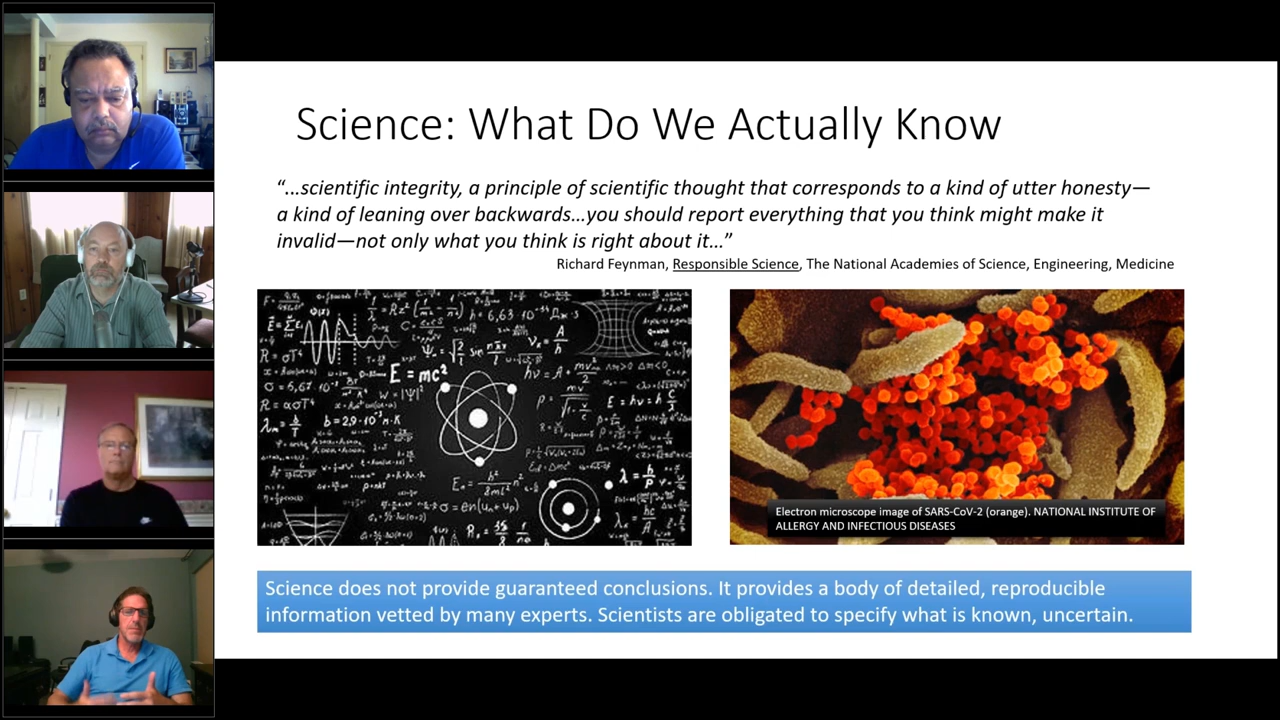 Science: What Do We Actually Know
“…scientific integrity, a principle of scientific thought that corresponds to a kind of utter honesty—
a kind of leaning over backwards…you should report everything that you think might make it
invalid—not only what you think is right about it…”
Richard Feynman, Responsible Science, The National Academies of Science, Engineering, Medicine
E = mc²
Electron microscope image of SARS-CoV-2 (orange). NATIONAL INSTITUTE OF
ALLERGY AND INFECTIOUS DISEASES
Science does not provide guaranteed conclusions. It provides a body of detailed, reproducible
information vetted by many experts. Scientists are obligated to specify what is known, uncertain.